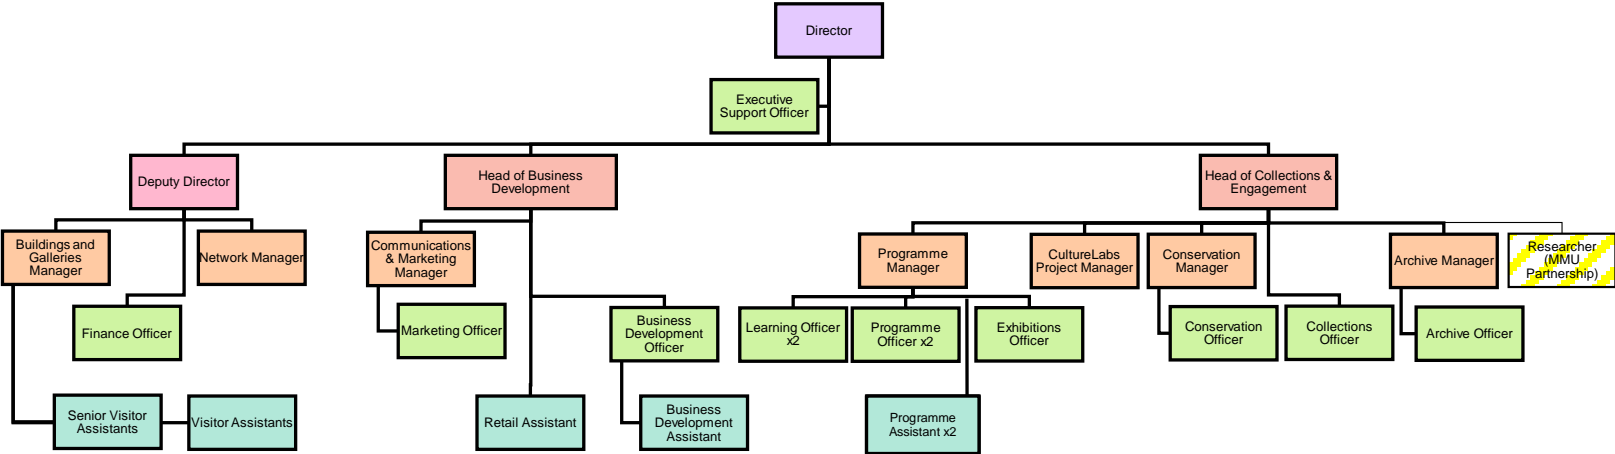 Director
Executive
Support Officer
Deputy Director
Head of Business
Development
Head of Collections &
Engagement
Buildings and
Galleries
Manager
Network Manager
Communications
& Marketing
Manager
Programme
Manager
CultureLabs
Project Manager
Conservation
Manager
Archive Manager
Researcher
(MMU
Partnership)
Finance Officer
Marketing Officer
Business
Development
Officer
Learning Officer
x2
Programme
Officer x2
Exhibitions
Officer
Conservation
Officer
Collections
Officer
Archive Officer
Senior Visitor
Assistants
Visitor Assistants
Retail Assistant
Business
Development
Assistant
Programme
Assistant x2